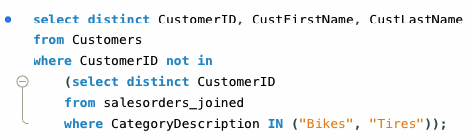 select distinct CustomerID, CustFirstName, CustLastName
from Customers
where CustomerID not in
(select distinct CustomerID
from salesorders_joined
where CategoryDescription IN ("Bikes", "Tires"));